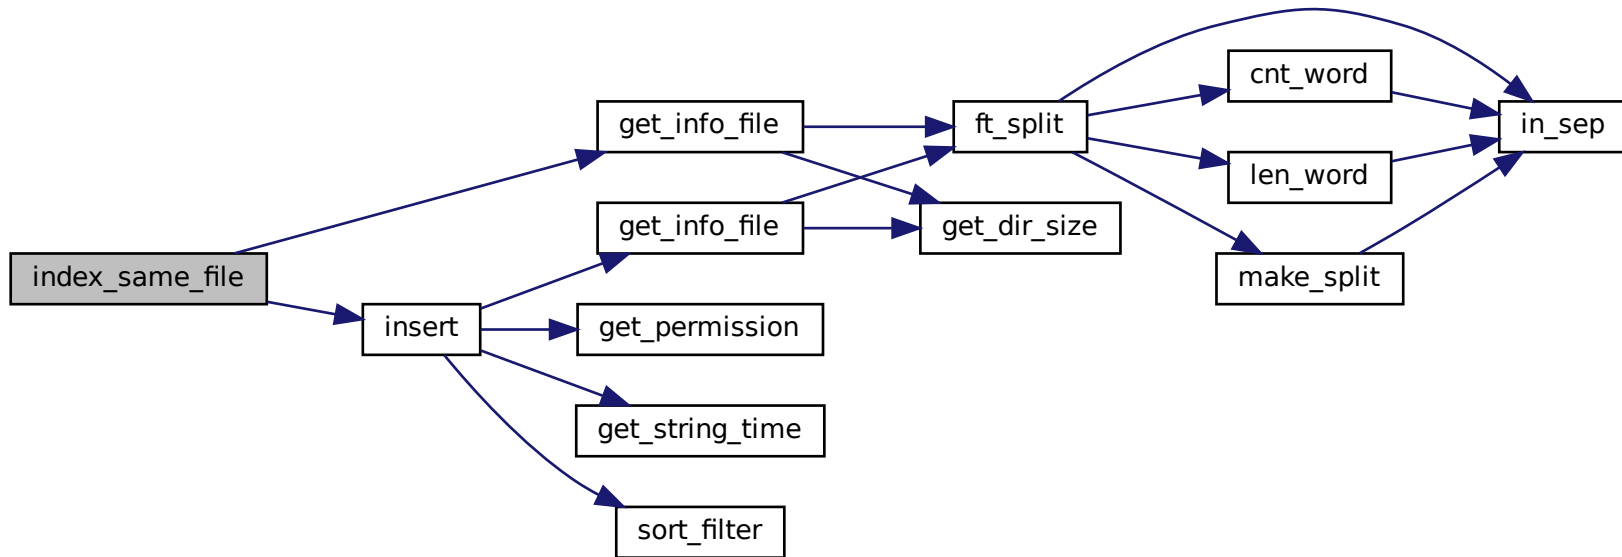 index_same_file
get_info_file
ft_split
get_dir_size
cnt_word
in_sep
len_word
make_split
insert
get_info_file
get_permission
get_string_time
sort_filter